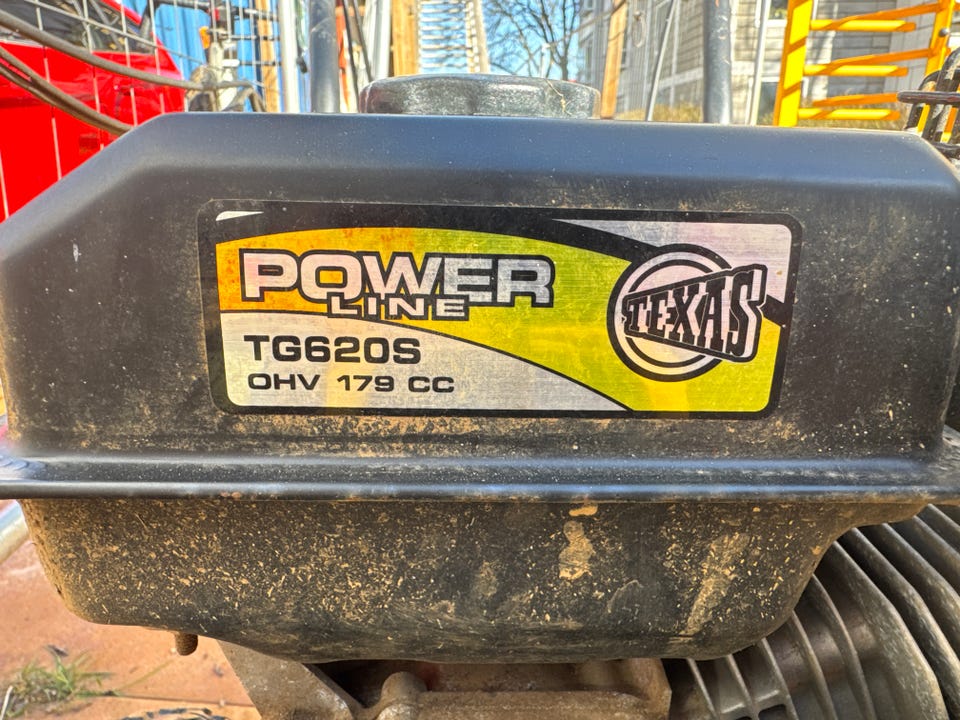 POWER
LINE
TEXAS
TG620S
OHV 179 CC